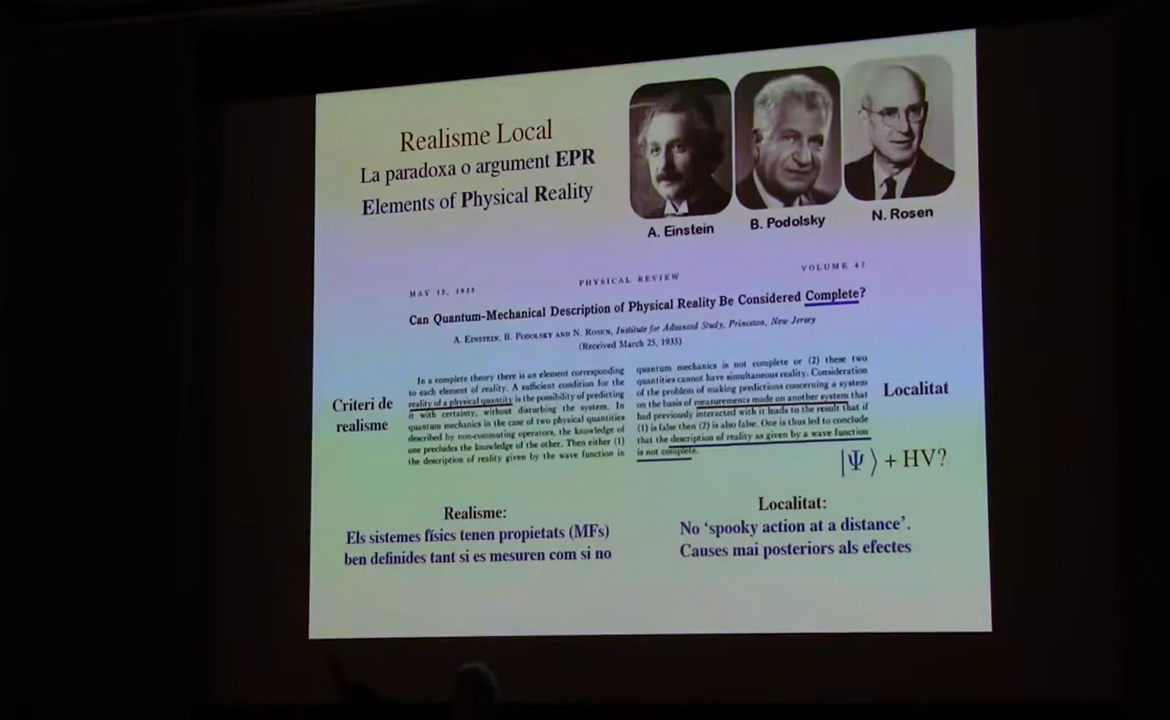 Realisme Local
La paradoxa o argument EPR
Elements of Physical Reality
A. Einstein
B. Podolsky
N. Rosen
MAY 15, 1935
PHYSICAL REVIEW
VOLUME 47
Can Quantum-Mechanical Description of Physical Reality Be Considered Complete?
A. EINSTEIN, B. PODOLSKY AND N. ROSEN, Institute for Advanced Study, Princeton, New Jersey
(Received March 25, 1935)
Criteri de
realisme
In a complete theory there is an element corresponding
to each element of reality. A sufficient condition for the
reality of a physical quantity is the possibility of predicting
it with certainty, without disturbing the system. In
quantum mechanics in the case of two physical quantities
described by non-commuting operators, the knowledge of
one precludes the knowledge of the other. Then either (1)
the description of reality given by the wave function in
quantum mechanics is not complete or (2) these two
quantities cannot have simultaneous reality. Consideration
of the problem of making predictions concerning a system
on the basis of measurements made on another system that
had previously interacted with it leads to the result that if
(1) is false then (2) is also false. One is thus led to conclude
that the description of reality as given by a wave function
is not complete.
Localitat
|Ψ⟩ + HV?
Realisme:
Els sistemes físics tenen propietats (MFs)
ben definides tant si es mesuren com si no
Localitat:
No ‘spooky action at a distance’.
Causes mai posteriors als efectes